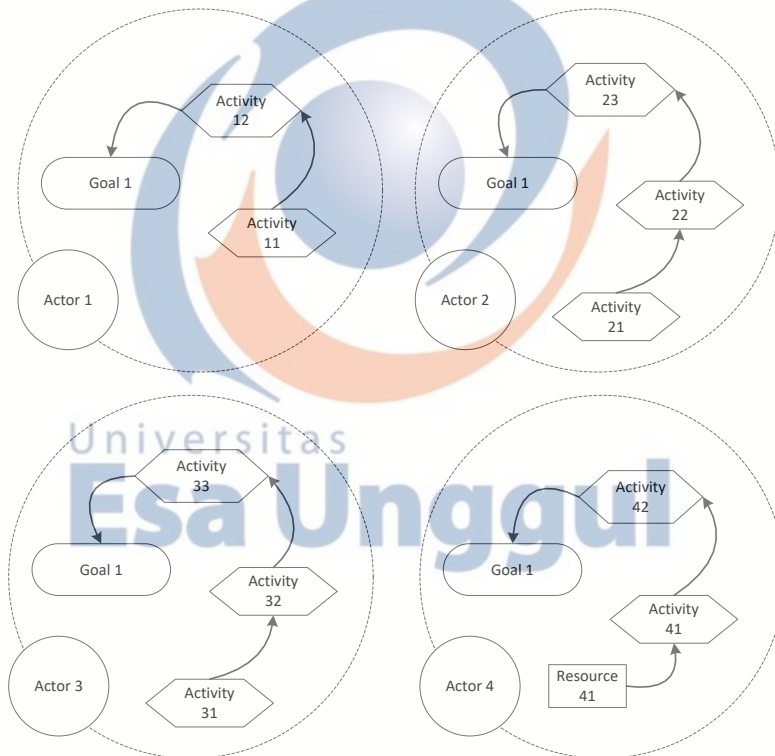 Activity
12
Goal 1
Activity
11
Actor 1
Activity
23
Goal 1
Activity
22
Actor 2
Activity
21
Universitas
Esa Unggul
Activity
33
Goal 1
Activity
32
Actor 3
Activity
31
Activity
42
Goal 1
Activity
41
Actor 4
Resource
41